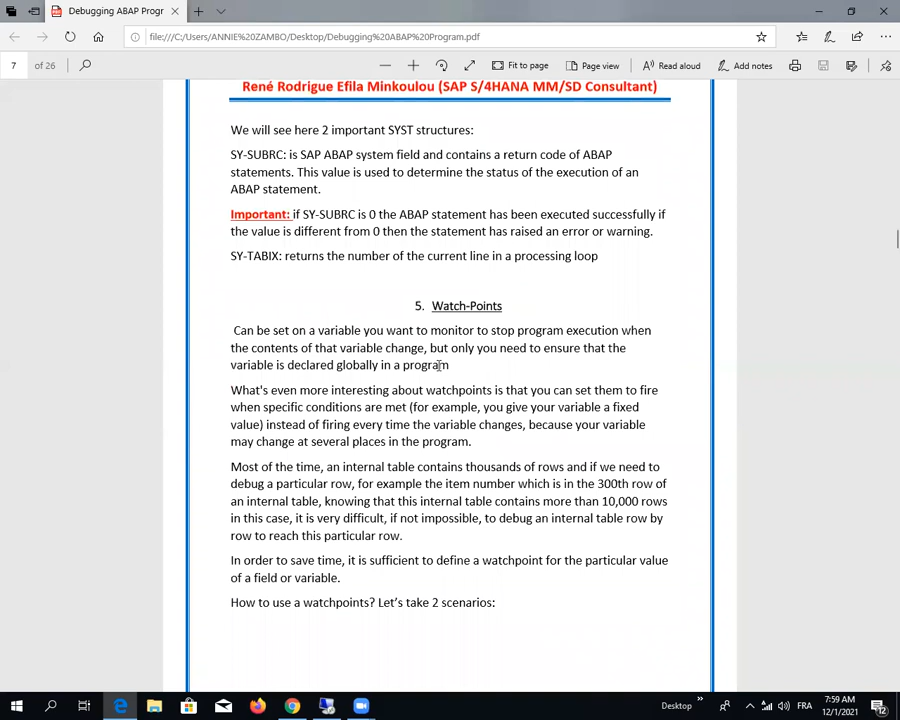 Debugging ABAP Progr
file:///C:/Users/ANNIE%20ZAMBO/Desktop/Debugging%20ABAP%20Program.pdf
7 of 26
Fit to page
Page view
Read aloud
Add notes
René Rodrigue Efila Minkoulou (SAP S/4HANA MM/SD Consultant)
We will see here 2 important SYST structures:
SY-SUBRC: is SAP ABAP system field and contains a return code of ABAP
statements. This value is used to determine the status of the execution of an
ABAP statement.
Important: if SY-SUBRC is 0 the ABAP statement has been executed successfully if
the value is different from 0 then the statement has raised an error or warning.
SY-TABIX: returns the number of the current line in a processing loop
5. Watch-Points
Can be set on a variable you want to monitor to stop program execution when
the contents of that variable change, but only you need to ensure that the
variable is declared globally in a program
What's even more interesting about watchpoints is that you can set them to fire
when specific conditions are met (for example, you give your variable a fixed
value) instead of firing every time the variable changes, because your variable
may change at several places in the program.
Most of the time, an internal table contains thousands of rows and if we need to
debug a particular row, for example the item number which is in the 300th row of
an internal table, knowing that this internal table contains more than 10,000 rows
in this case, it is very difficult, if not impossible, to debug an internal table row by
row to reach this particular row.
In order to save time, it is sufficient to define a watchpoint for the particular value
of a field or variable.
How to use a watchpoints? Let's take 2 scenarios:
Desktop
FRA
7:59 AM
12/1/2021
12